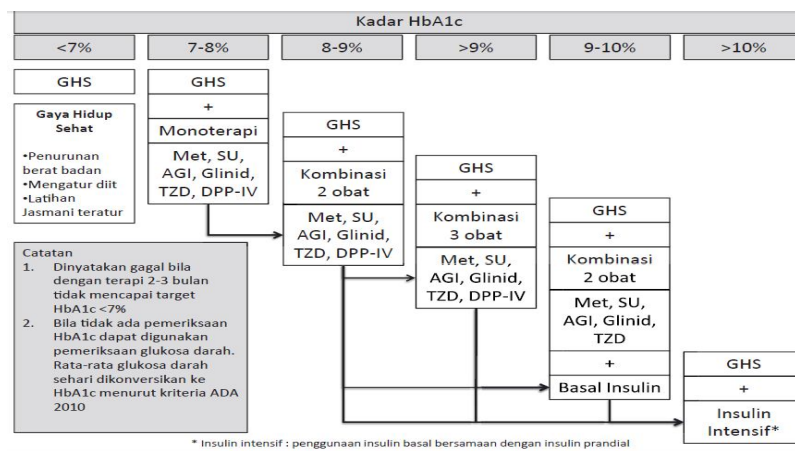 Kadar HbA1c
<7%
7-8%
8-9%
>9%
9-10%
>10%
GHS
Gaya Hidup
Sehat
•Penurunan
berat badan
•Mengatur diit
•Latihan
Jasmani teratur
GHS
+
Monoterapi
Met, SU,
AGI, Glinid,
TZD, DPP-IV
GHS
+
Kombinasi
2 obat
Met, SU,
AGI, Glinid,
TZD, DPP-IV
GHS
+
Kombinasi
3 obat
Met, SU,
AGI, Glinid,
TZD, DPP-IV
GHS
+
Kombinasi
2 obat
Met, SU,
AGI, Glinid,
TZD
+
Basal Insulin
GHS
+
Insulin
Intensif*
Catatan
1. Dinyatakan gagal bila
dengan terapi 2-3 bulan
tidak mencapai target
HbA1c <7%
2. Bila tidak ada pemeriksaan
HbA1c dapat digunakan
pemeriksaan glukosa darah.
Rata-rata glukosa darah
sehari dikonversikan ke
HbA1c menurut kriteria ADA
2010
* Insulin intensif : penggunaan insulin basal bersamaan dengan insulin prandial